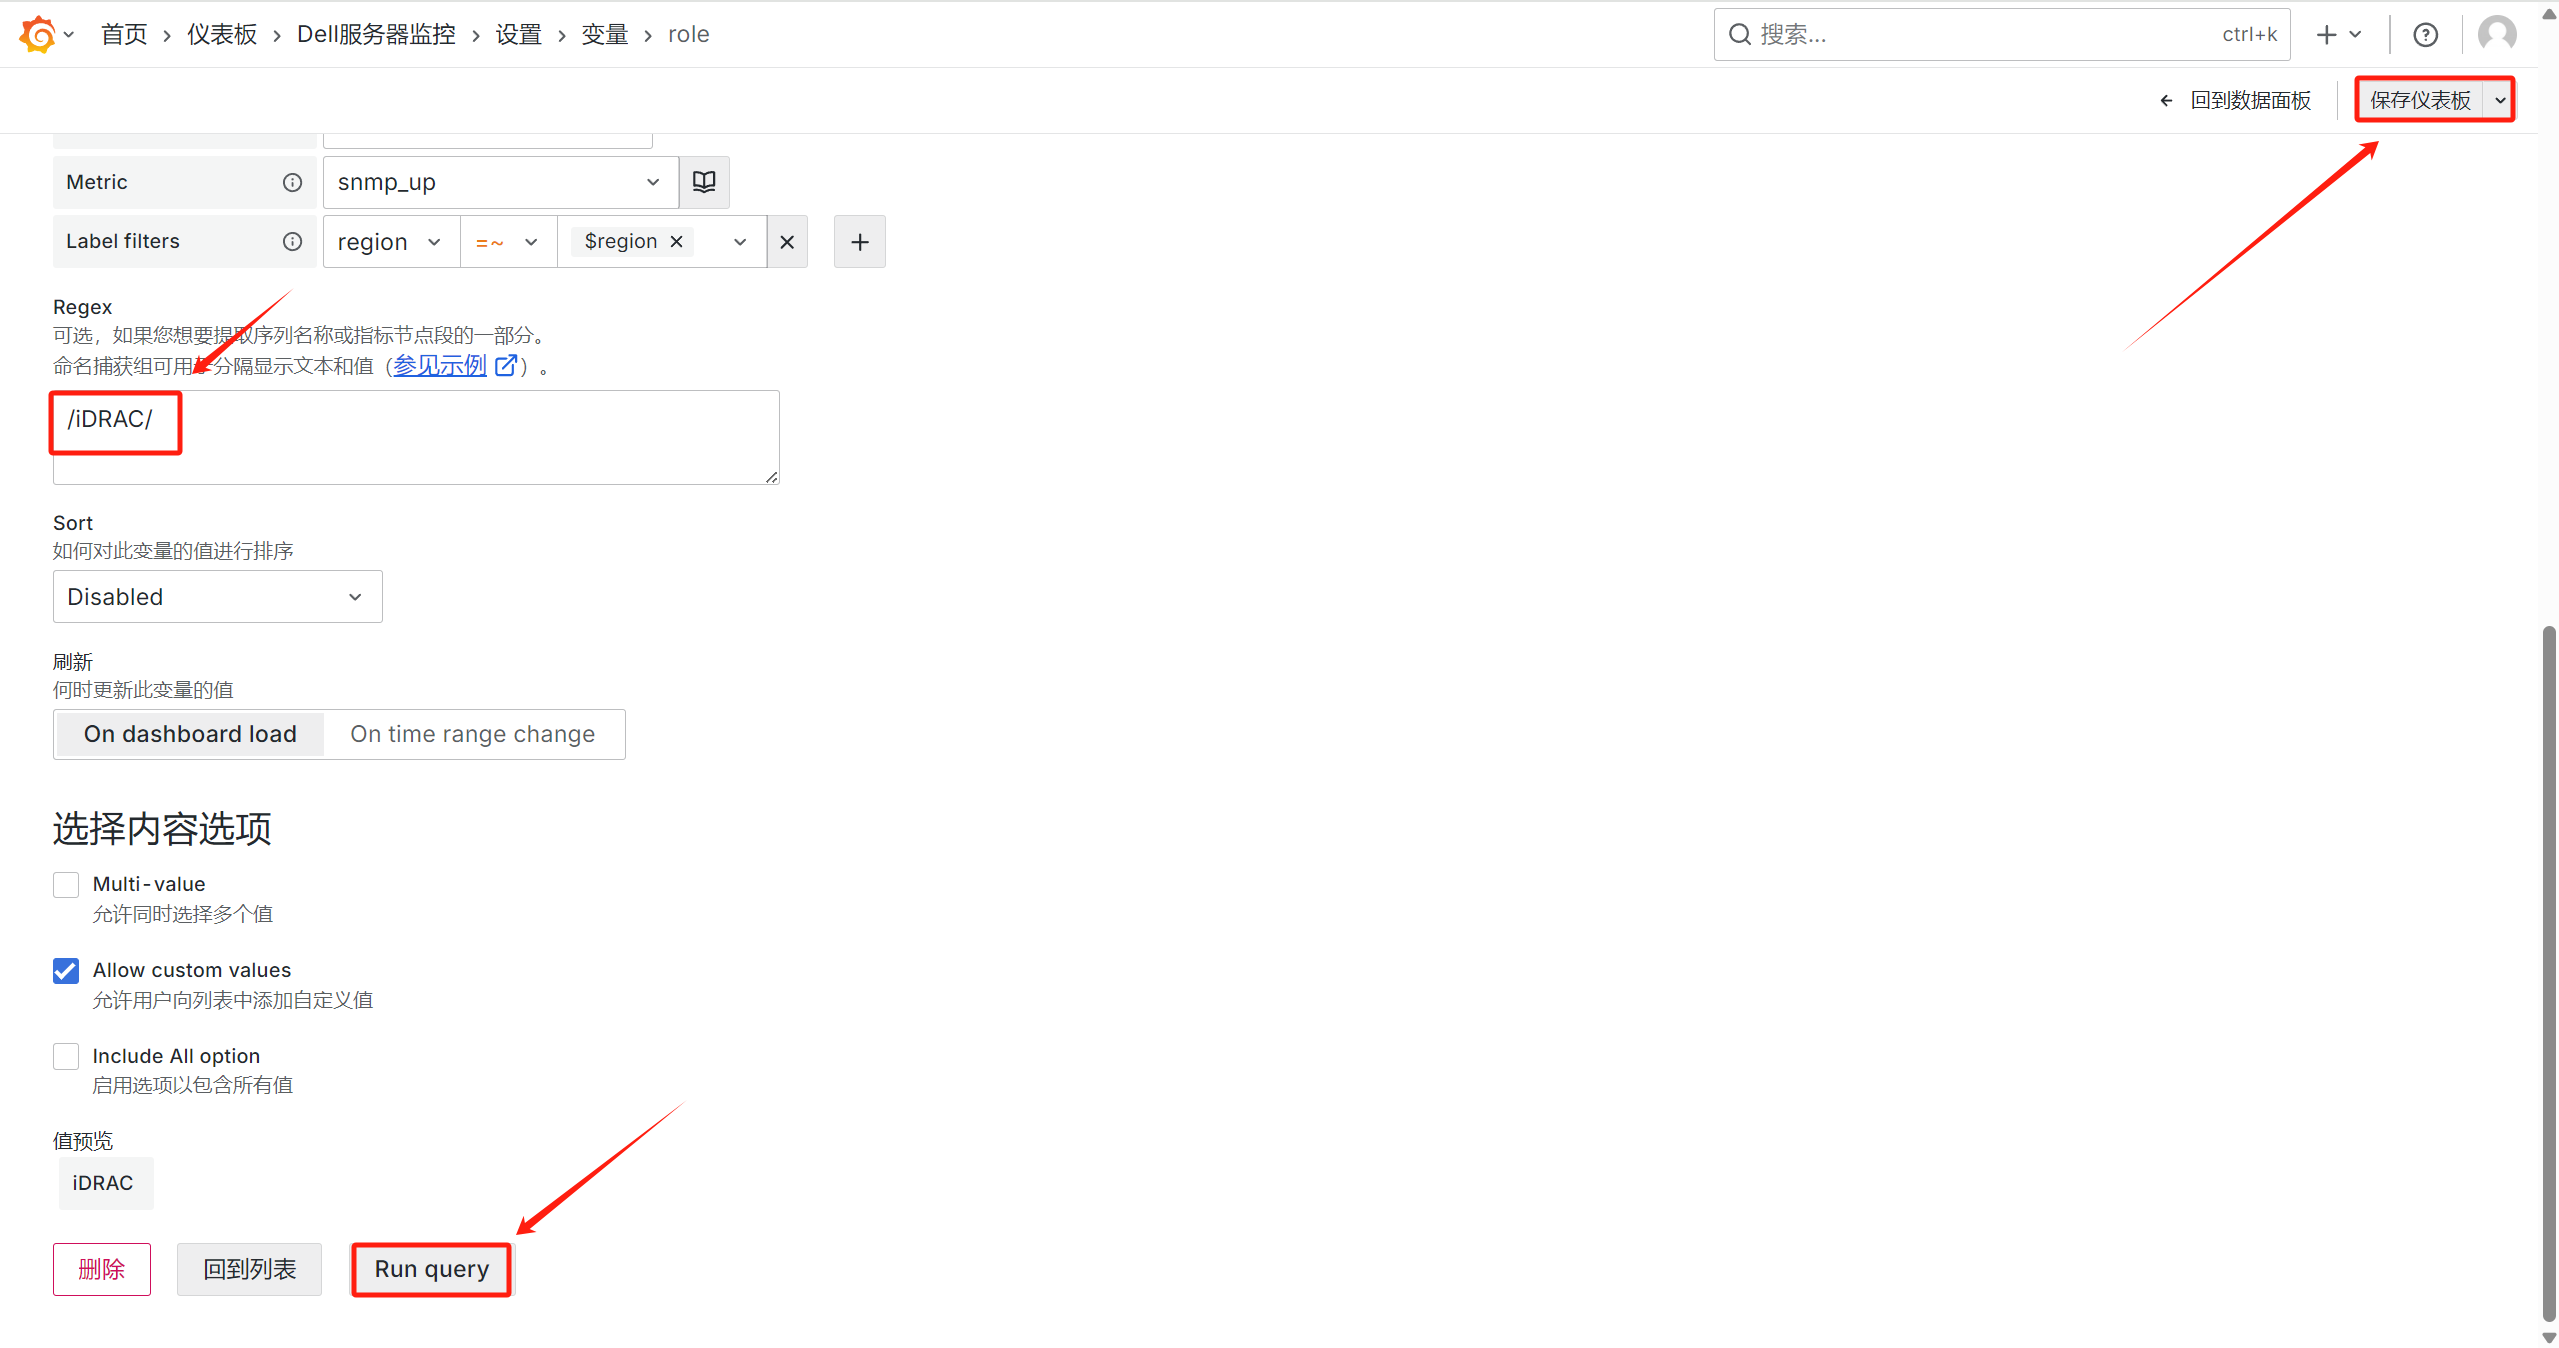 首页 › 仪表板 › Dell服务器监控 › 设置 › 变量 › role
搜索...
ctrl+k
回到数据面板
保存仪表板
Metric
snmp_up
Label filters
region
=~
$region
Regex
可选，如果您想要提取序列名称或指标节点段的一部分。
命名捕获组可用于分隔显示文本和值（参见示例）。
/iDRAC/
Sort
如何对此变量的值进行排序
Disabled
刷新
何时更新此变量的值
On dashboard load
On time range change
选择内容选项
Multi-value
允许同时选择多个值
Allow custom values
允许用户向列表中添加自定义值
Include All option
启用选项以包含所有值
值预览
iDRAC
删除
回到列表
Run query